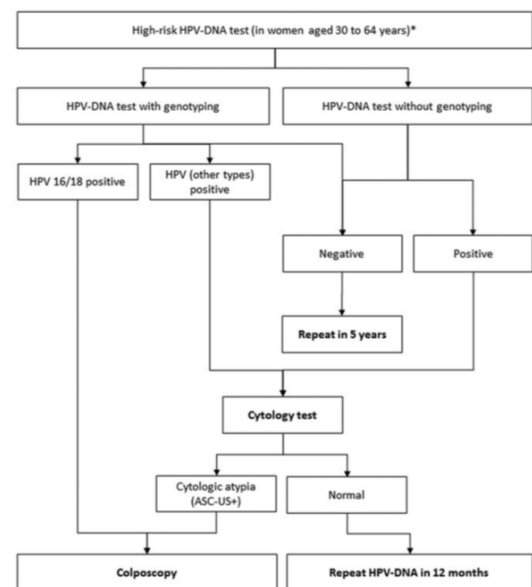 High-risk HPV-DNA test (in women aged 30 to 64 years)*
HPV-DNA test with genotyping
HPV-DNA test without genotyping
HPV 16/18 positive
HPV (other types)
positive
Negative
Positive
Repeat in 5 years
Cytology test
Cytologic atypia
(ASC-US+)
Normal
Colposcopy
Repeat HPV-DNA in 12 months